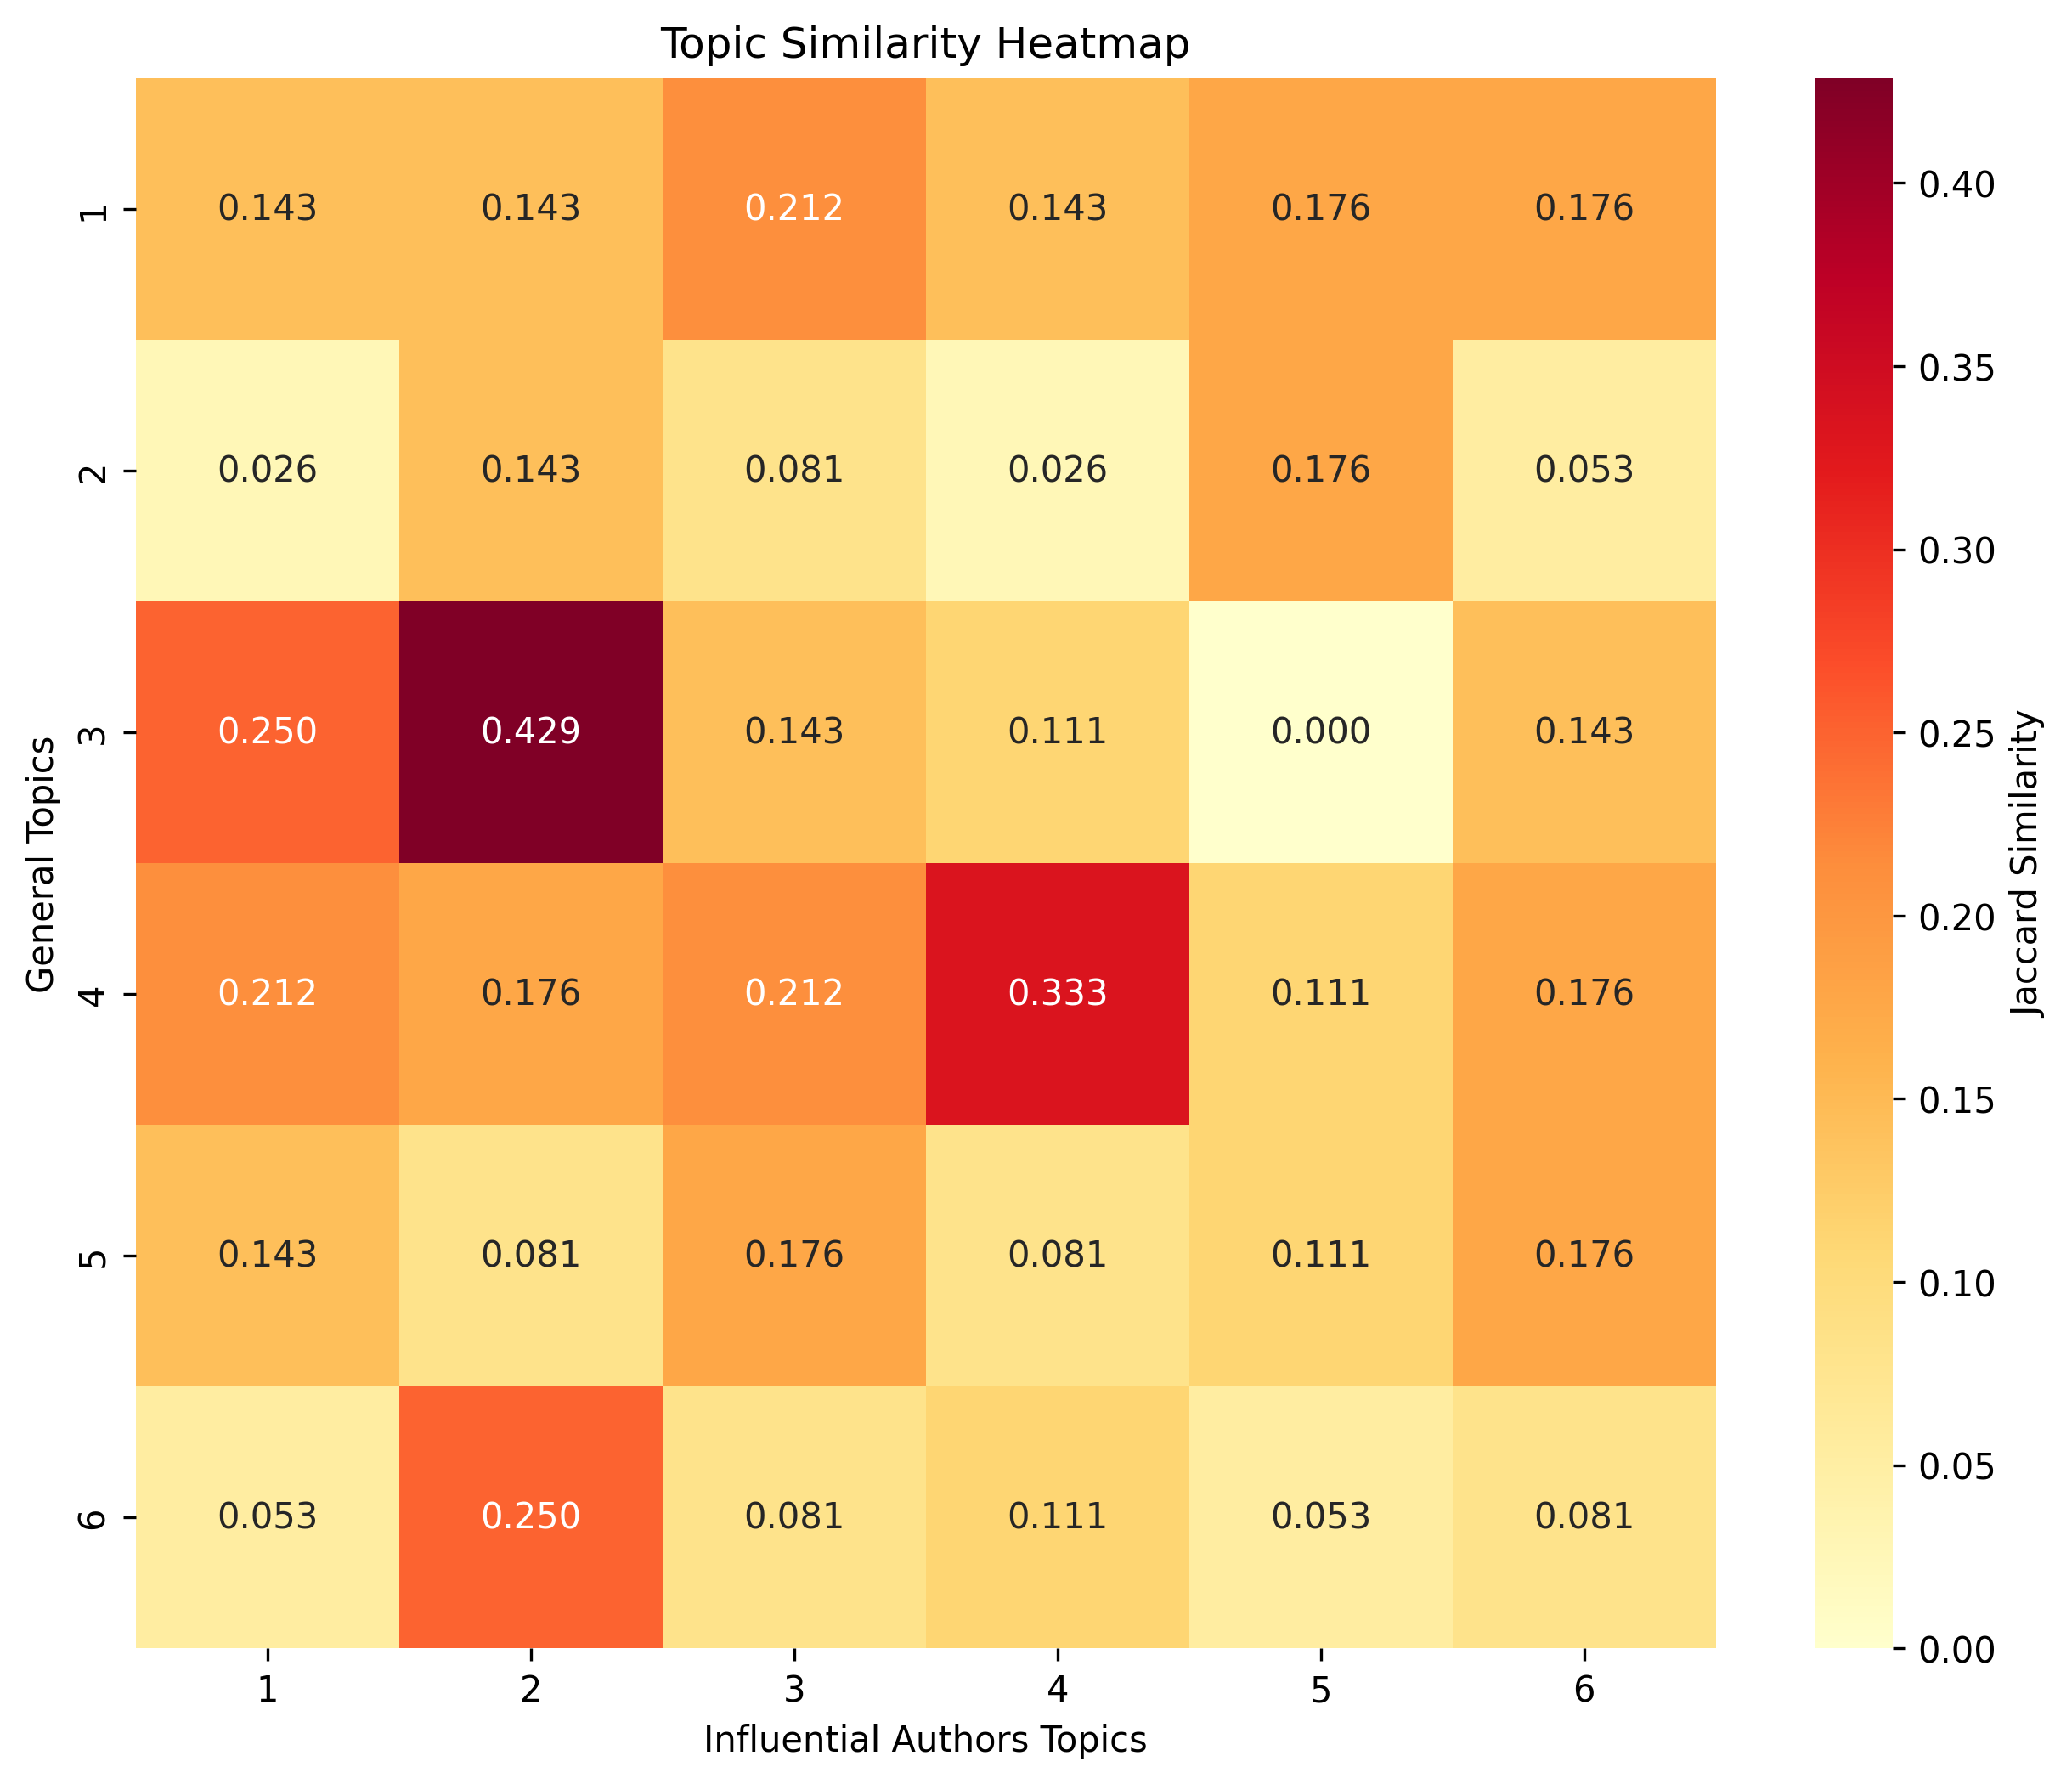 Topic Similarity Heatmap
1 0.143 0.143 0.212 0.143 0.176 0.176
2 0.026 0.143 0.081 0.026 0.176 0.053
3 0.250 0.429 0.143 0.111 0.000 0.143
4 0.212 0.176 0.212 0.333 0.111 0.176
5 0.143 0.081 0.176 0.081 0.111 0.176
6 0.053 0.250 0.081 0.111 0.053 0.081
1 2 3 4 5 6
Influential Authors Topics
General Topics
0.40
0.35
0.30
0.25
0.20
0.15
0.10
0.05
0.00
Jaccard Similarity